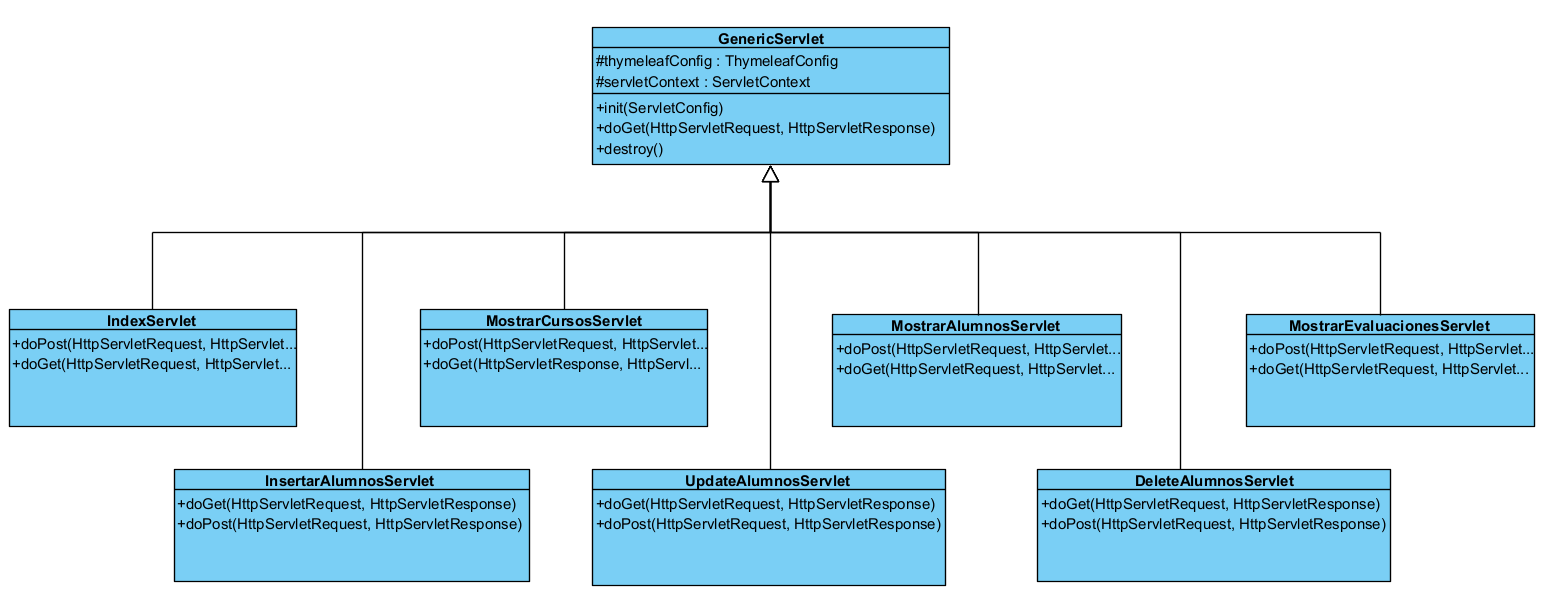 GenericServlet
#thymeleafConfig : ThymeleafConfig
#servletContext : ServletContext
+init(ServletConfig)
+doGet(HttpServletRequest, HttpServletResponse)
+destroy()
IndexServlet
+doPost(HttpServletRequest, HttpServlet...
+doGet(HttpServletRequest, HttpServlet...
MostrarCursosServlet
+doPost(HttpServletRequest, HttpServlet...
+doGet(HttpServletResponse, HttpServl...
MostrarAlumnosServlet
+doPost(HttpServletRequest, HttpServlet...
+doGet(HttpServletRequest, HttpServlet...
MostrarEvaluacionesServlet
+doPost(HttpServletRequest, HttpServlet...
+doGet(HttpServletRequest, HttpServlet...
InsertarAlumnosServlet
+doGet(HttpServletRequest, HttpServletResponse)
+doPost(HttpServletRequest, HttpServletResponse)
UpdateAlumnosServlet
+doGet(HttpServletRequest, HttpServletResponse)
+doPost(HttpServletRequest, HttpServletResponse)
DeleteAlumnosServlet
+doGet(HttpServletRequest, HttpServletResponse)
+doPost(HttpServletRequest, HttpServletResponse)